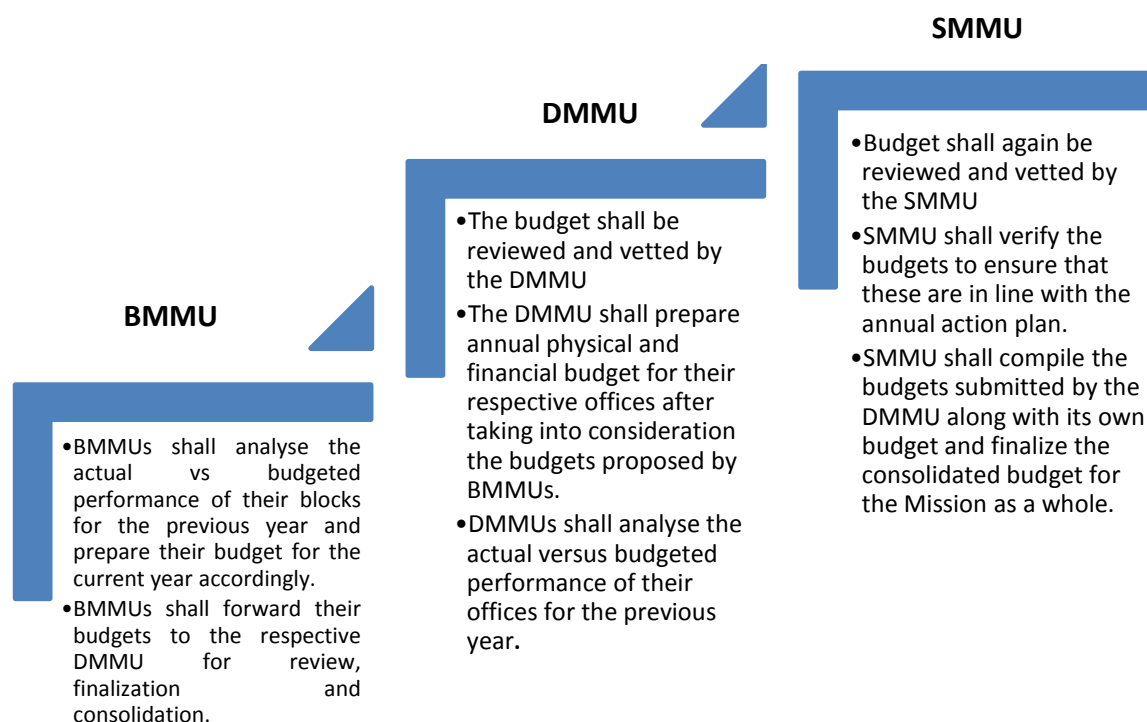 SMMU
•Budget shall again be
reviewed and vetted by
the SMMU
•SMMU shall verify the
budgets to ensure that
these are in line with the
annual action plan.
•SMMU shall compile the
budgets submitted by the
DMMU along with its own
budget and finalize the
consolidated budget for
the Mission as a whole.
DMMU
•The budget shall be
reviewed and vetted by
the DMMU
•The DMMU shall prepare
annual physical and
financial budget for their
respective offices after
taking into consideration
the budgets proposed by
BMMUs.
•DMMUs shall analyse the
actual versus budgeted
performance of their
offices for the previous
year.
BMMU
•BMMUs shall analyse the
actual vs budgeted
performance of their blocks
for the previous year and
prepare their budget for the
current year accordingly.
•BMMUs shall forward their
budgets to the respective
DMMU for review,
finalization and
consolidation.